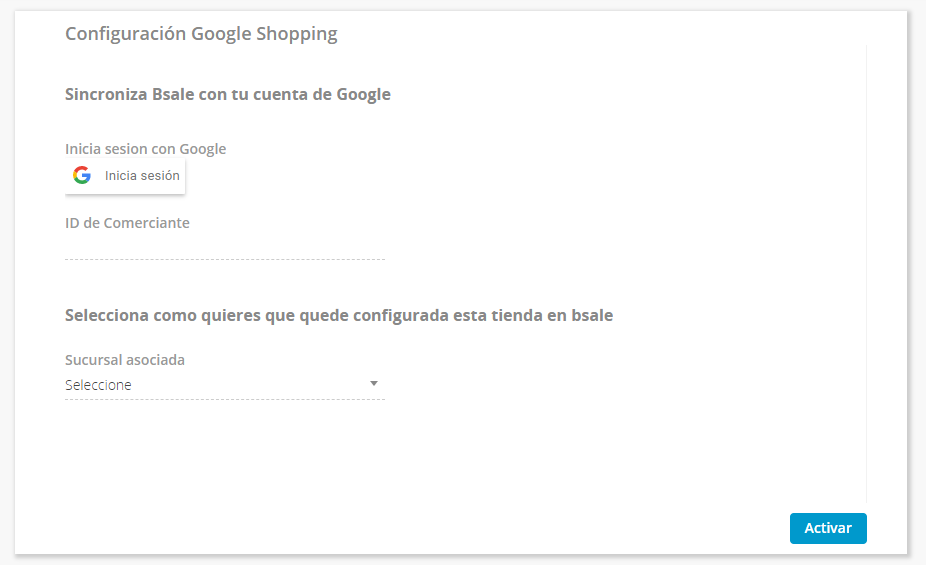 Configuración Google Shopping
Sincroniza Bsale con tu cuenta de Google
Inicia sesion con Google
Inicia sesión
ID de Comerciante
Selecciona como quieres que quede configurada esta tienda en bsale
Sucursal asociada
Seleccione
Activar